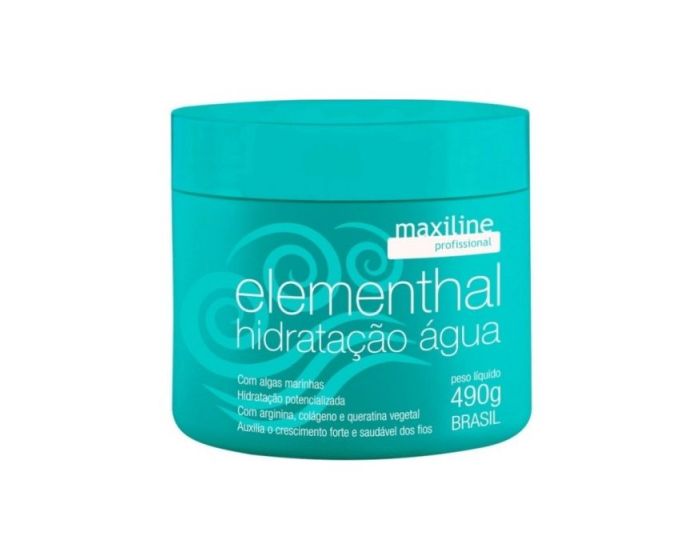 maxiline
profissional
elementhal
hidratação água
Com algas marinhas
Hidratação potencializada
Com arginina, colágeno e queratina vegetal
Auxilia o crescimento forte e saudável dos fios
peso líquido
490g
BRASIL